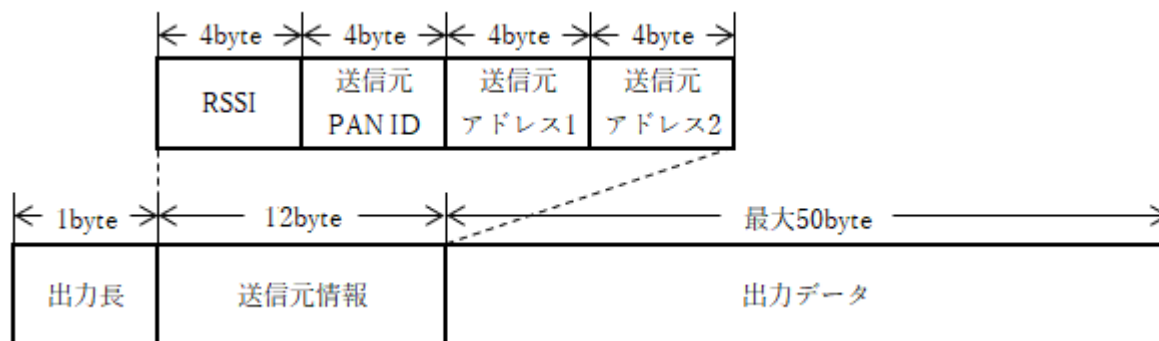 4byte 4byte 4byte 4byte
RSSI
送信元
PAN ID
送信元
アドレス1
送信元
アドレス2
1byte 12byte 最大50byte
出力長 送信元情報 出力データ